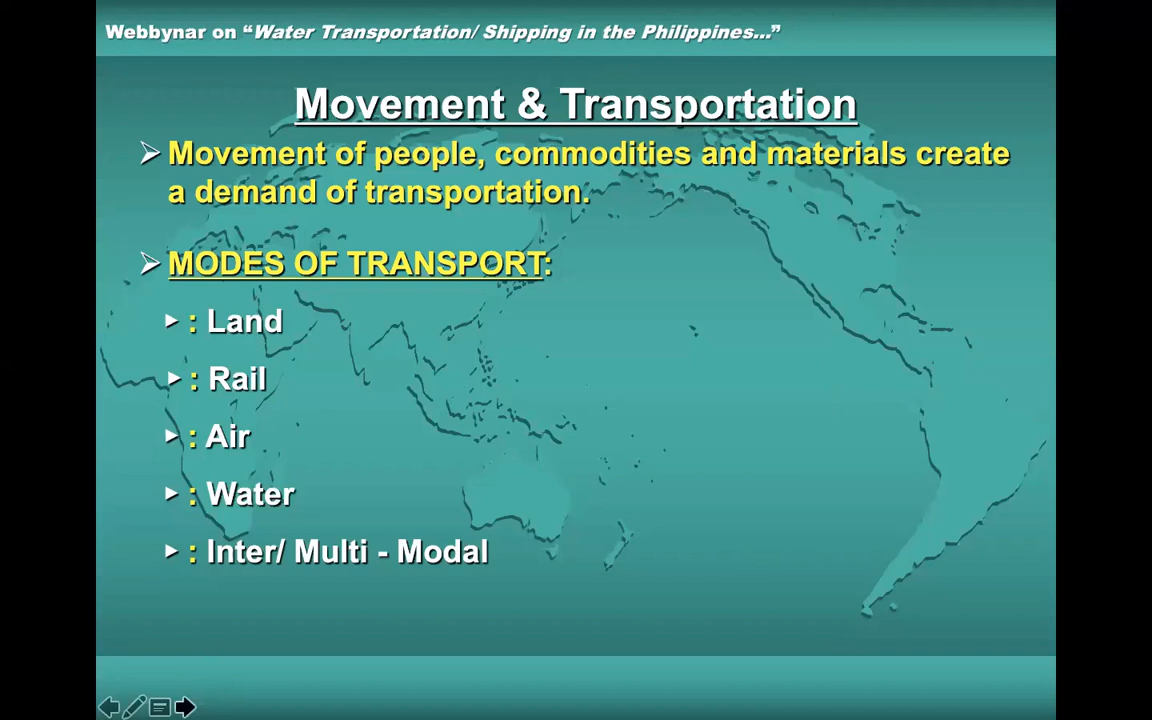 Webbynar on “Water Transportation/ Shipping in the Philippines...”
Movement & Transportation
Movement of people, commodities and materials create
a demand of transportation.
MODES OF TRANSPORT:
: Land
: Rail
: Air
: Water
: Inter/ Multi - Modal